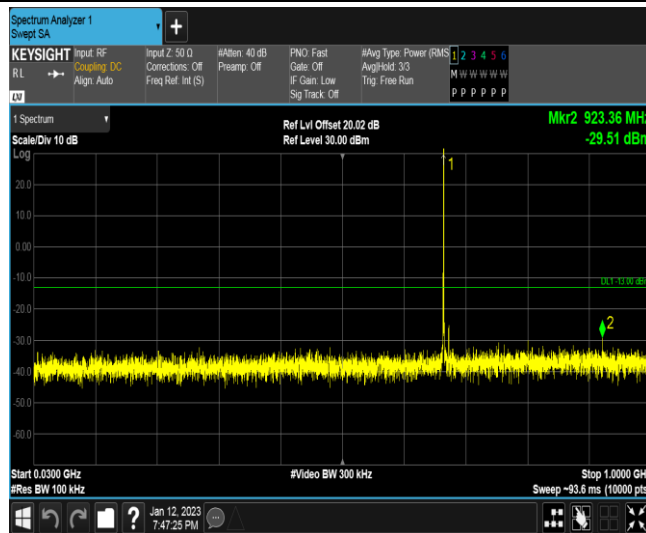 Spectrum Analyzer 1
Swept SA
+
KEYSIGHT
RL
LXI
Input: RF
Coupling: DC
Align: Auto
Input Z: 50 Ω
Corrections: Off
Freq Ref: Int (S)
#Atten: 40 dB
Preamp: Off
PNO: Fast
Gate: Off
IF Gain: Low
Sig Track: Off
#Avg Type: Power (RMS
Avg|Hold: 3/3
Trig: Free Run
1 2 3 4 5 6
M W W W W W
P P P P P P
1 Spectrum
Scale/Div 10 dB
Log
Ref Lvl Offset 20.02 dB
Ref Level 30.00 dBm
Mkr2 923.36 MHz
-29.51 dBm
1
20.0
10.0
0.00
-10.0
DL1 -13.00 dBm
-20.0
2
-30.0
-40.0
-50.0
-60.0
Start 0.0300 GHz
#Res BW 100 kHz
#Video BW 300 kHz
Stop 1.0000 GH
Sweep ~93.6 ms (10000 pts
?
Jan 12, 2023
7:47:25 PM